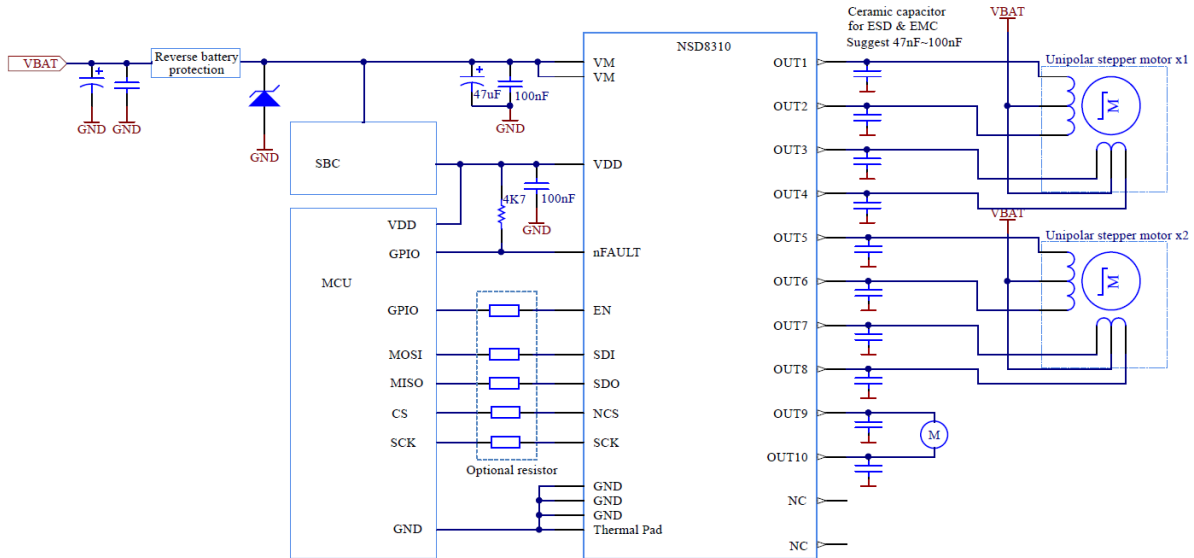 Ceramic capacitor
for ESD & EMC
Suggest 47nF~100nF
VBAT
NSD8310
VBAT
Reverse battery
protection
VM
VM
OUT1
Unipolar stepper motor x1
47uF
100nF
M
GND
GND
GND
OUT2
GND
SBC
VDD
OUT3
4K7
100nF
OUT4
VDD
GND
VBAT
GPIO
nFAULT
OUT5
Unipolar stepper motor x2
MCU
OUT6
M
GPIO
EN
OUT7
MOSI
SDI
OUT8
MISO
SDO
CS
NCS
OUT9
SCK
SCK
M
OUT10
Optional resistor
GND
GND
NC
GND
GND
Thermal Pad
NC